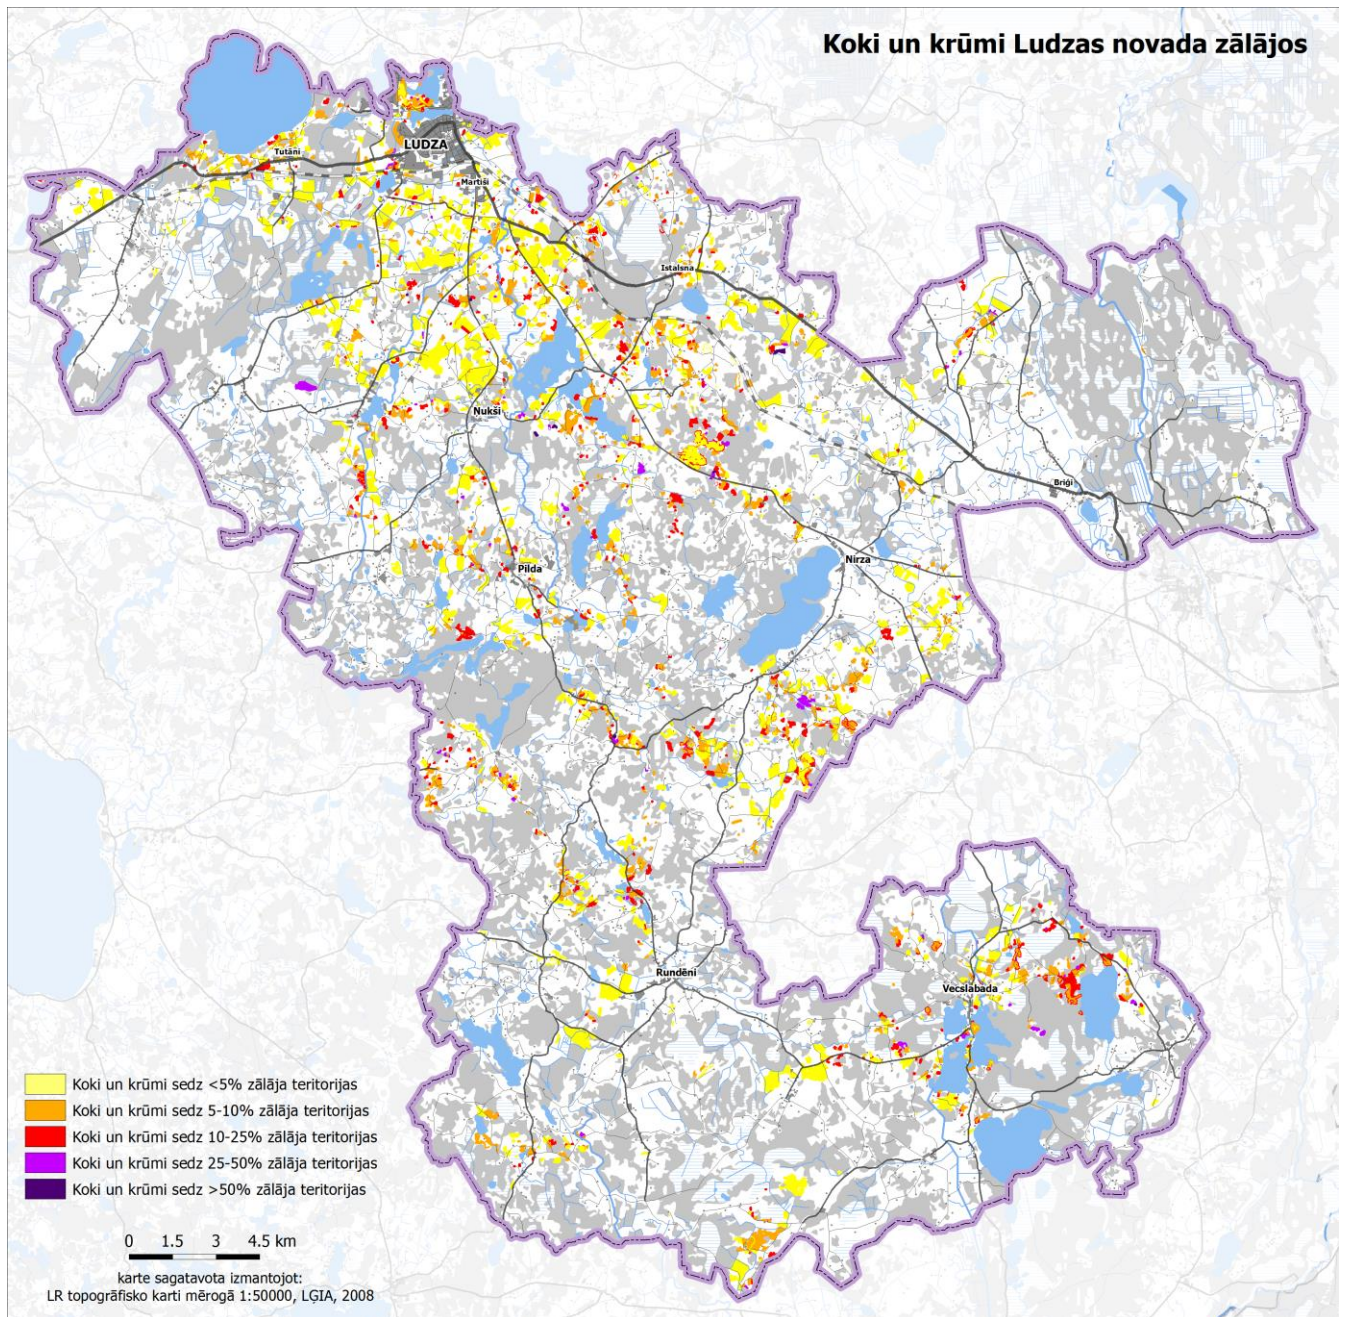 Koki un krūmi Ludzas novada zālājos
LUDZA
Tutāni
Martiši
Istalsna
Nukši
Briģi
Pilda
Nirza
Rundēni
Vecslabada
Koki un krūmi sedz <5% zālāja teritorijas
Koki un krūmi sedz 5-10% zālāja teritorijas
Koki un krūmi sedz 10-25% zālāja teritorijas
Koki un krūmi sedz 25-50% zālāja teritorijas
Koki un krūmi sedz >50% zālāja teritorijas
0 1.5 3 4.5 km
karte sagatavota izmantojot:
LR topogrāfisko karti mērogā 1:50000, LĢIA, 2008